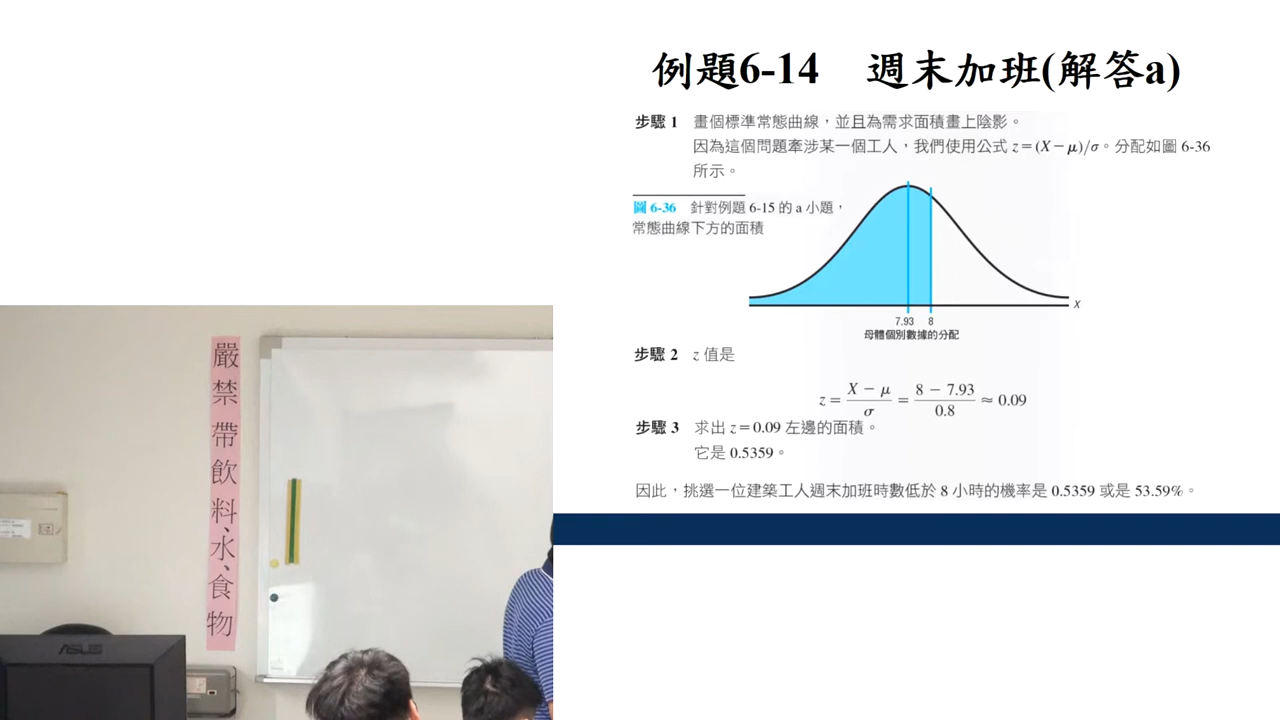 例題6-14 週末加班(解答a)
步驟 1 畫個標準常態曲線，並且為需求面積畫上陰影。
因為這個問題牽涉某一個工人，我們使用公式 z=(X−μ)/σ。分配如圖 6-36
所示。
圖 6-36 針對例題 6-15 的 a 小題，
常態曲線下方的面積
X
7.93 8
母體個別數據的分配
步驟 2 z 值是
z = (X − μ)/σ = (8 − 7.93)/0.8 ≈ 0.09
步驟 3 求出 z=0.09 左邊的面積。
它是 0.5359。
因此，挑選一位建築工人週末加班時數低於 8 小時的機率是 0.5359 或是 53.59%。
嚴禁帶飲料、水、食物
ASUS